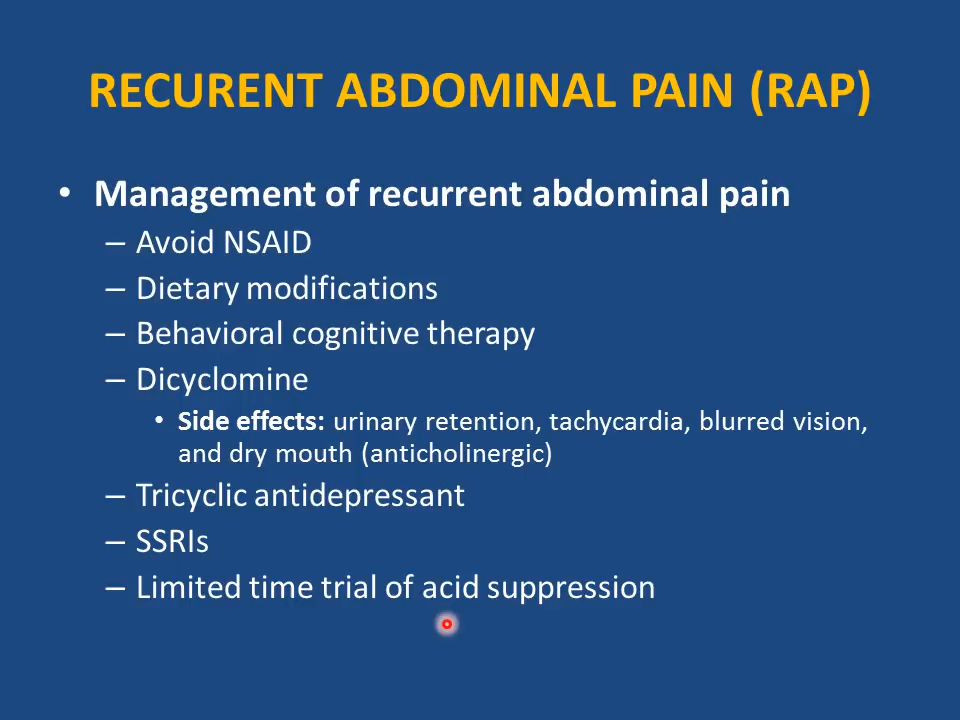 RECURENT ABDOMINAL PAIN (RAP)
• Management of recurrent abdominal pain
– Avoid NSAID
– Dietary modifications
– Behavioral cognitive therapy
– Dicyclomine
• Side effects: urinary retention, tachycardia, blurred vision,
and dry mouth (anticholinergic)
– Tricyclic antidepressant
– SSRIs
– Limited time trial of acid suppression